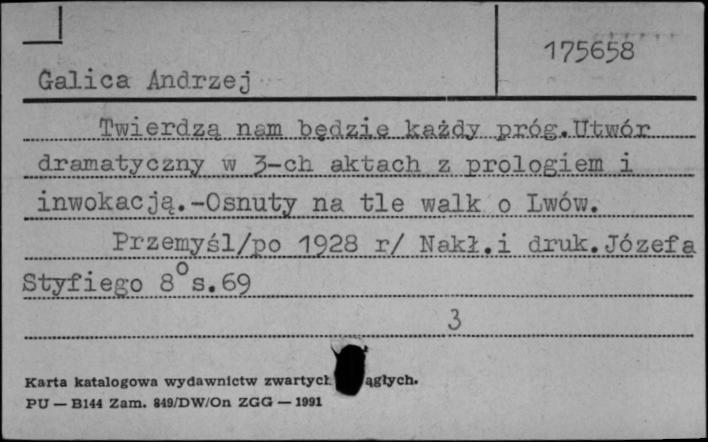 175658
Galica Andrzej
Twierdzą nam będzie każdy próg.Utwór
dramatyczny w 3-ch aktach z prologiem i
inwokacją.-Osnuty na tle walk o Lwów.
Przemyśl/po 1928 r/ Nakł.i druk.Józefa
Styfiego 8° s.69
3
Karta katalogowa wydawnictw zwartych ągłych.
PU — B144 Zam. 849/DW/On ZGG — 1991